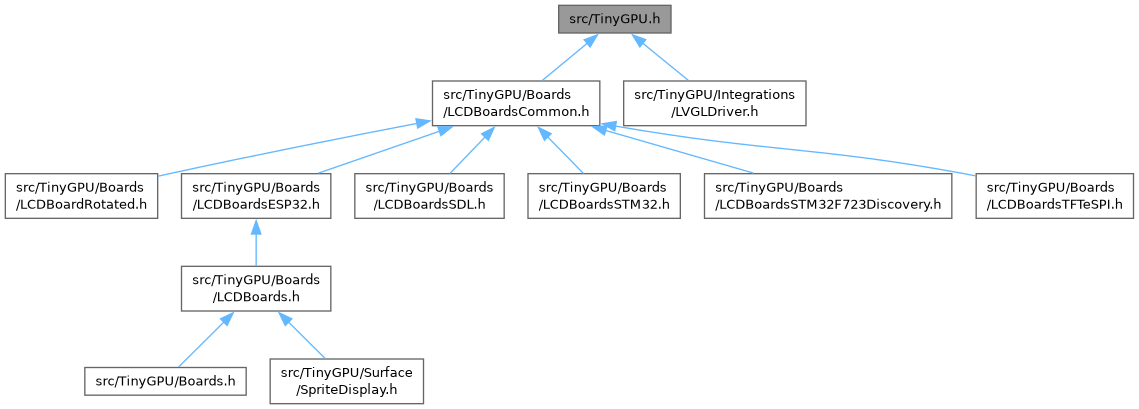 src/TinyGPU.h
src/TinyGPU/Boards
/LCDBoardsCommon.h
src/TinyGPU/Integrations
/LVGLDriver.h
src/TinyGPU/Boards
/LCDBoardRotated.h
src/TinyGPU/Boards
/LCDBoardsESP32.h
src/TinyGPU/Boards
/LCDBoardsSDL.h
src/TinyGPU/Boards
/LCDBoardsSTM32.h
src/TinyGPU/Boards
/LCDBoardsSTM32F723Discovery.h
src/TinyGPU/Boards
/LCDBoardsTFTeSPI.h
src/TinyGPU/Boards
/LCDBoards.h
src/TinyGPU/Boards.h
src/TinyGPU/Surface
/SpriteDisplay.h